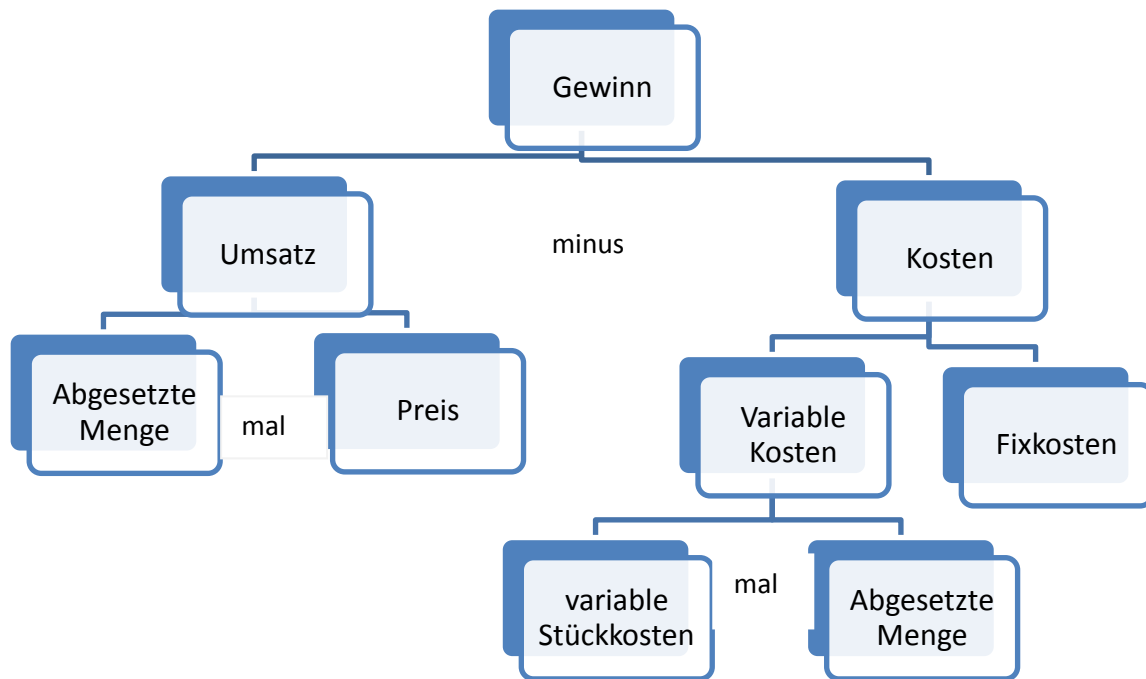 Gewinn
Umsatz
minus
Kosten
Abgesetzte
Menge
mal
Preis
Variable
Kosten
Fixkosten
variable
Stückkosten
mal
Abgesetzte
Menge